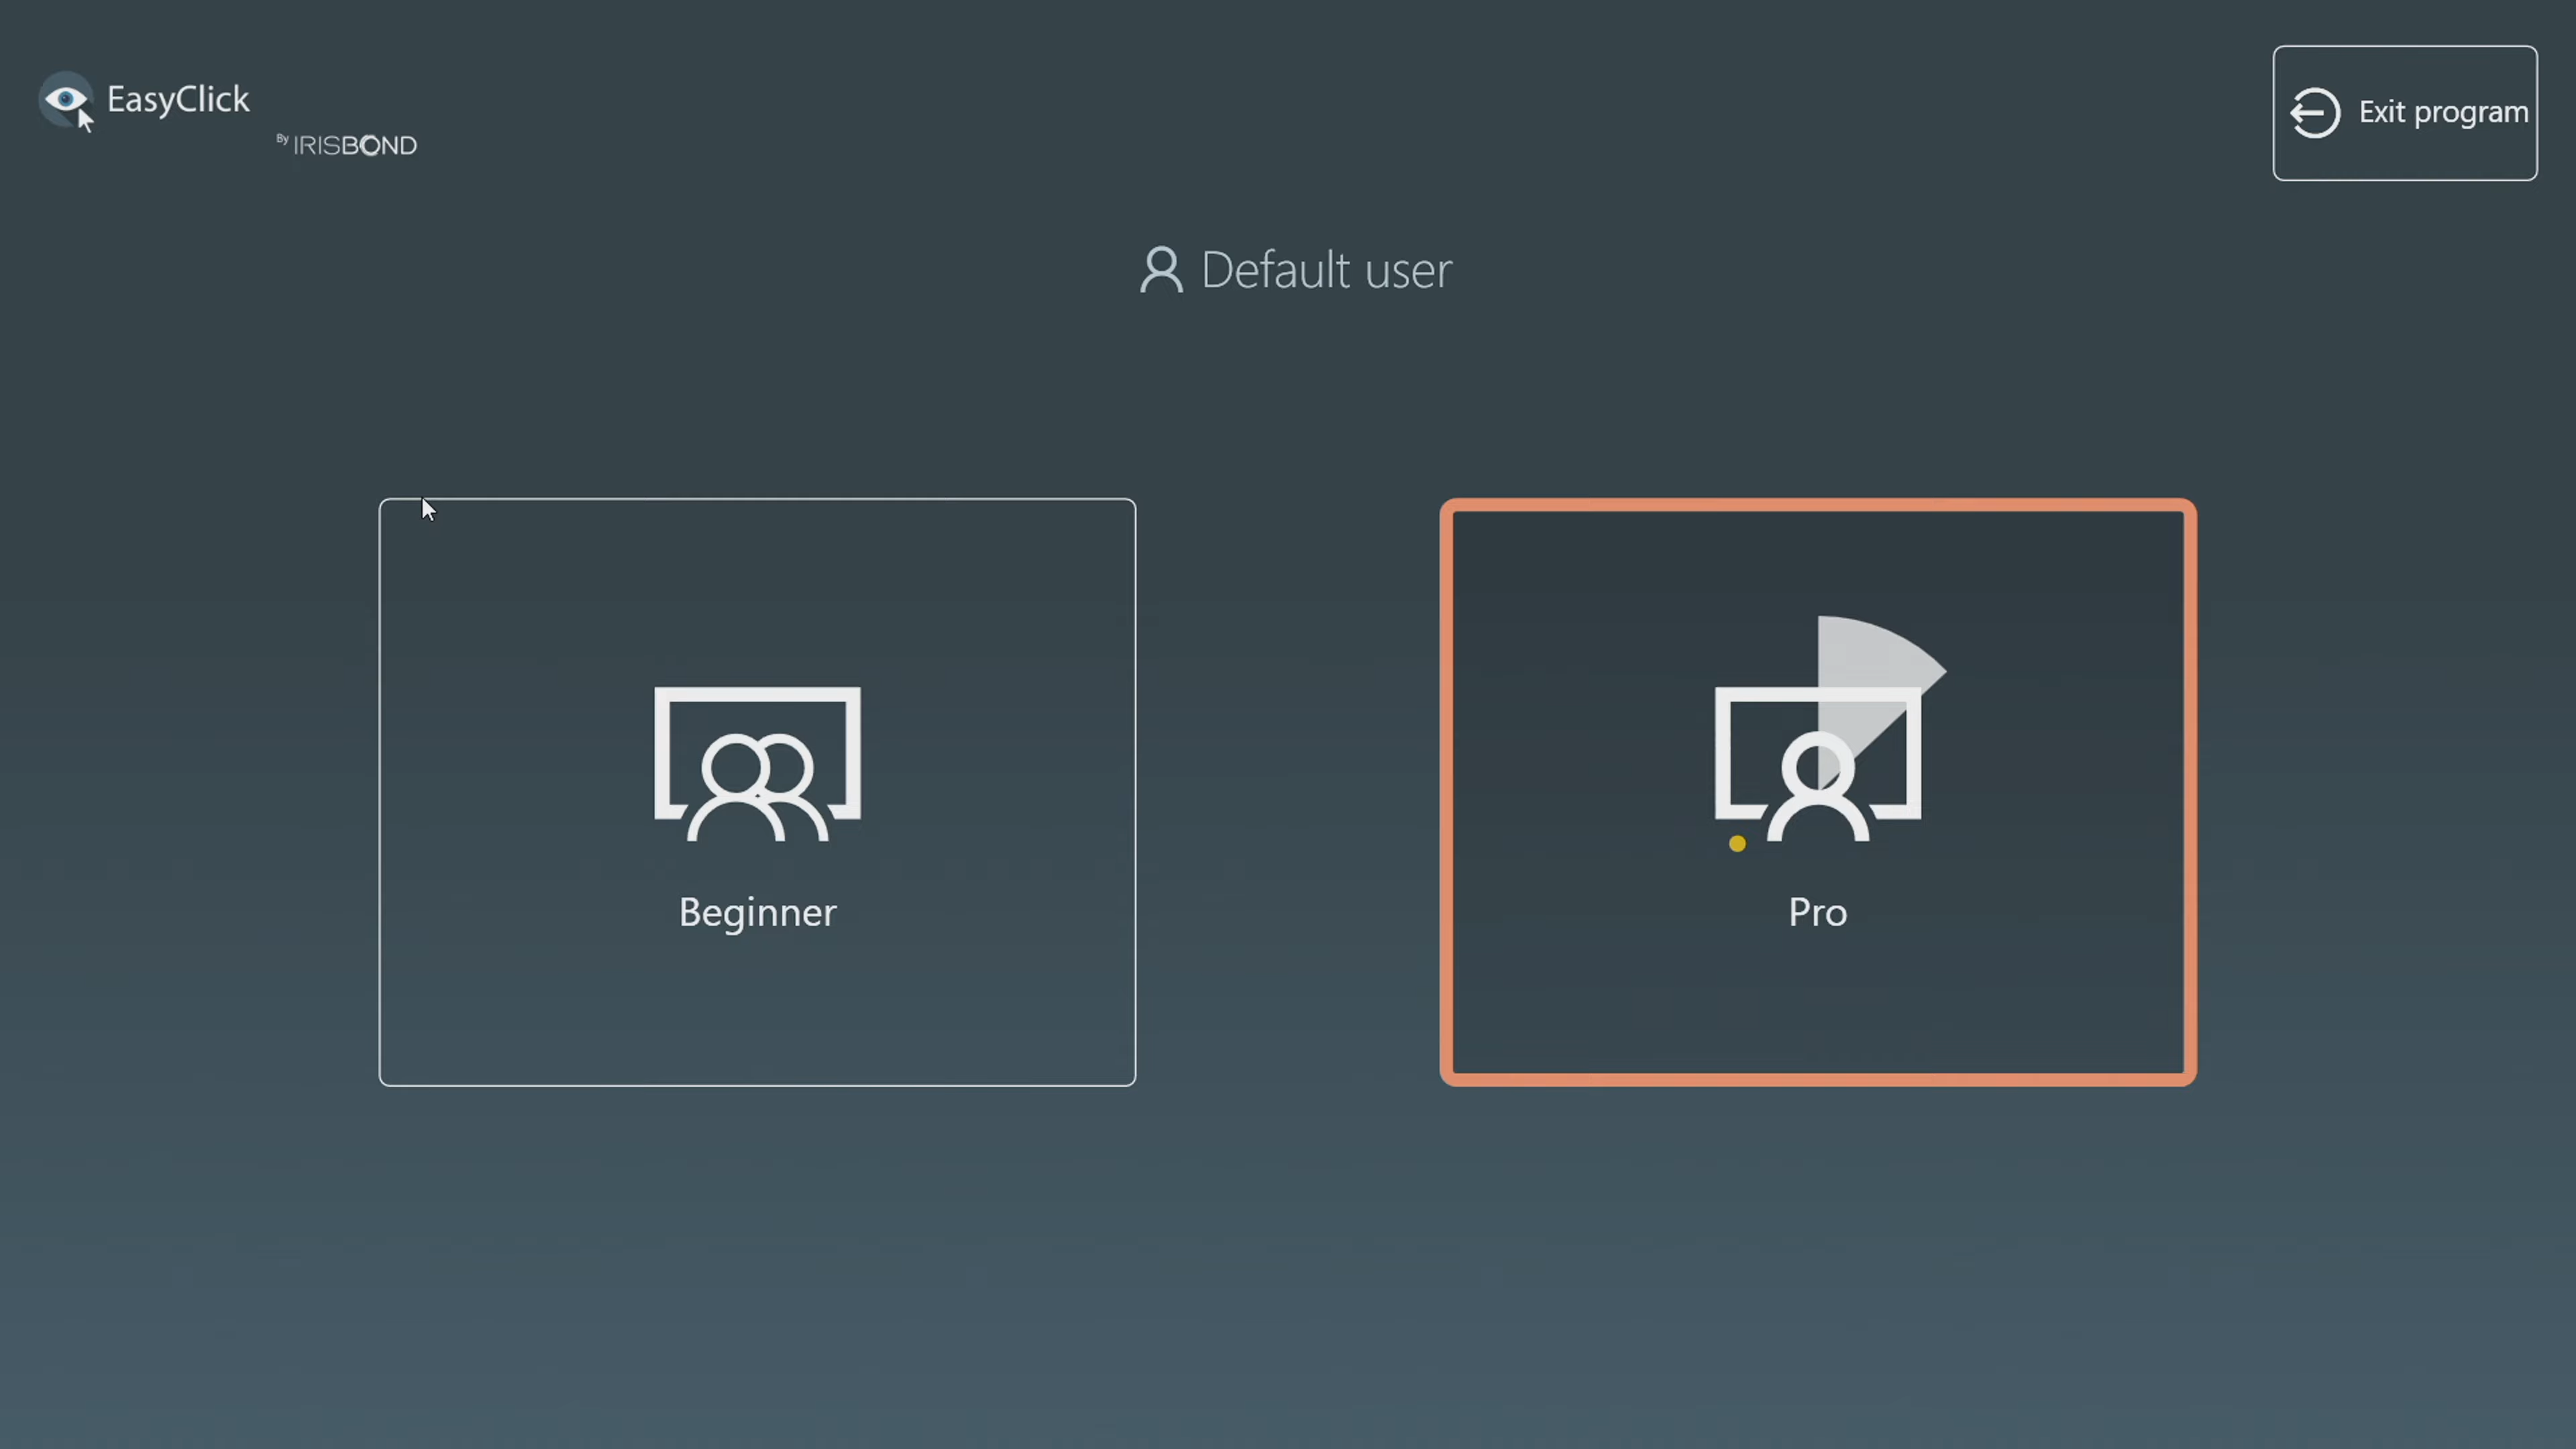 EasyClick
By IRISBOND
Exit program
Default user
Beginner
Pro